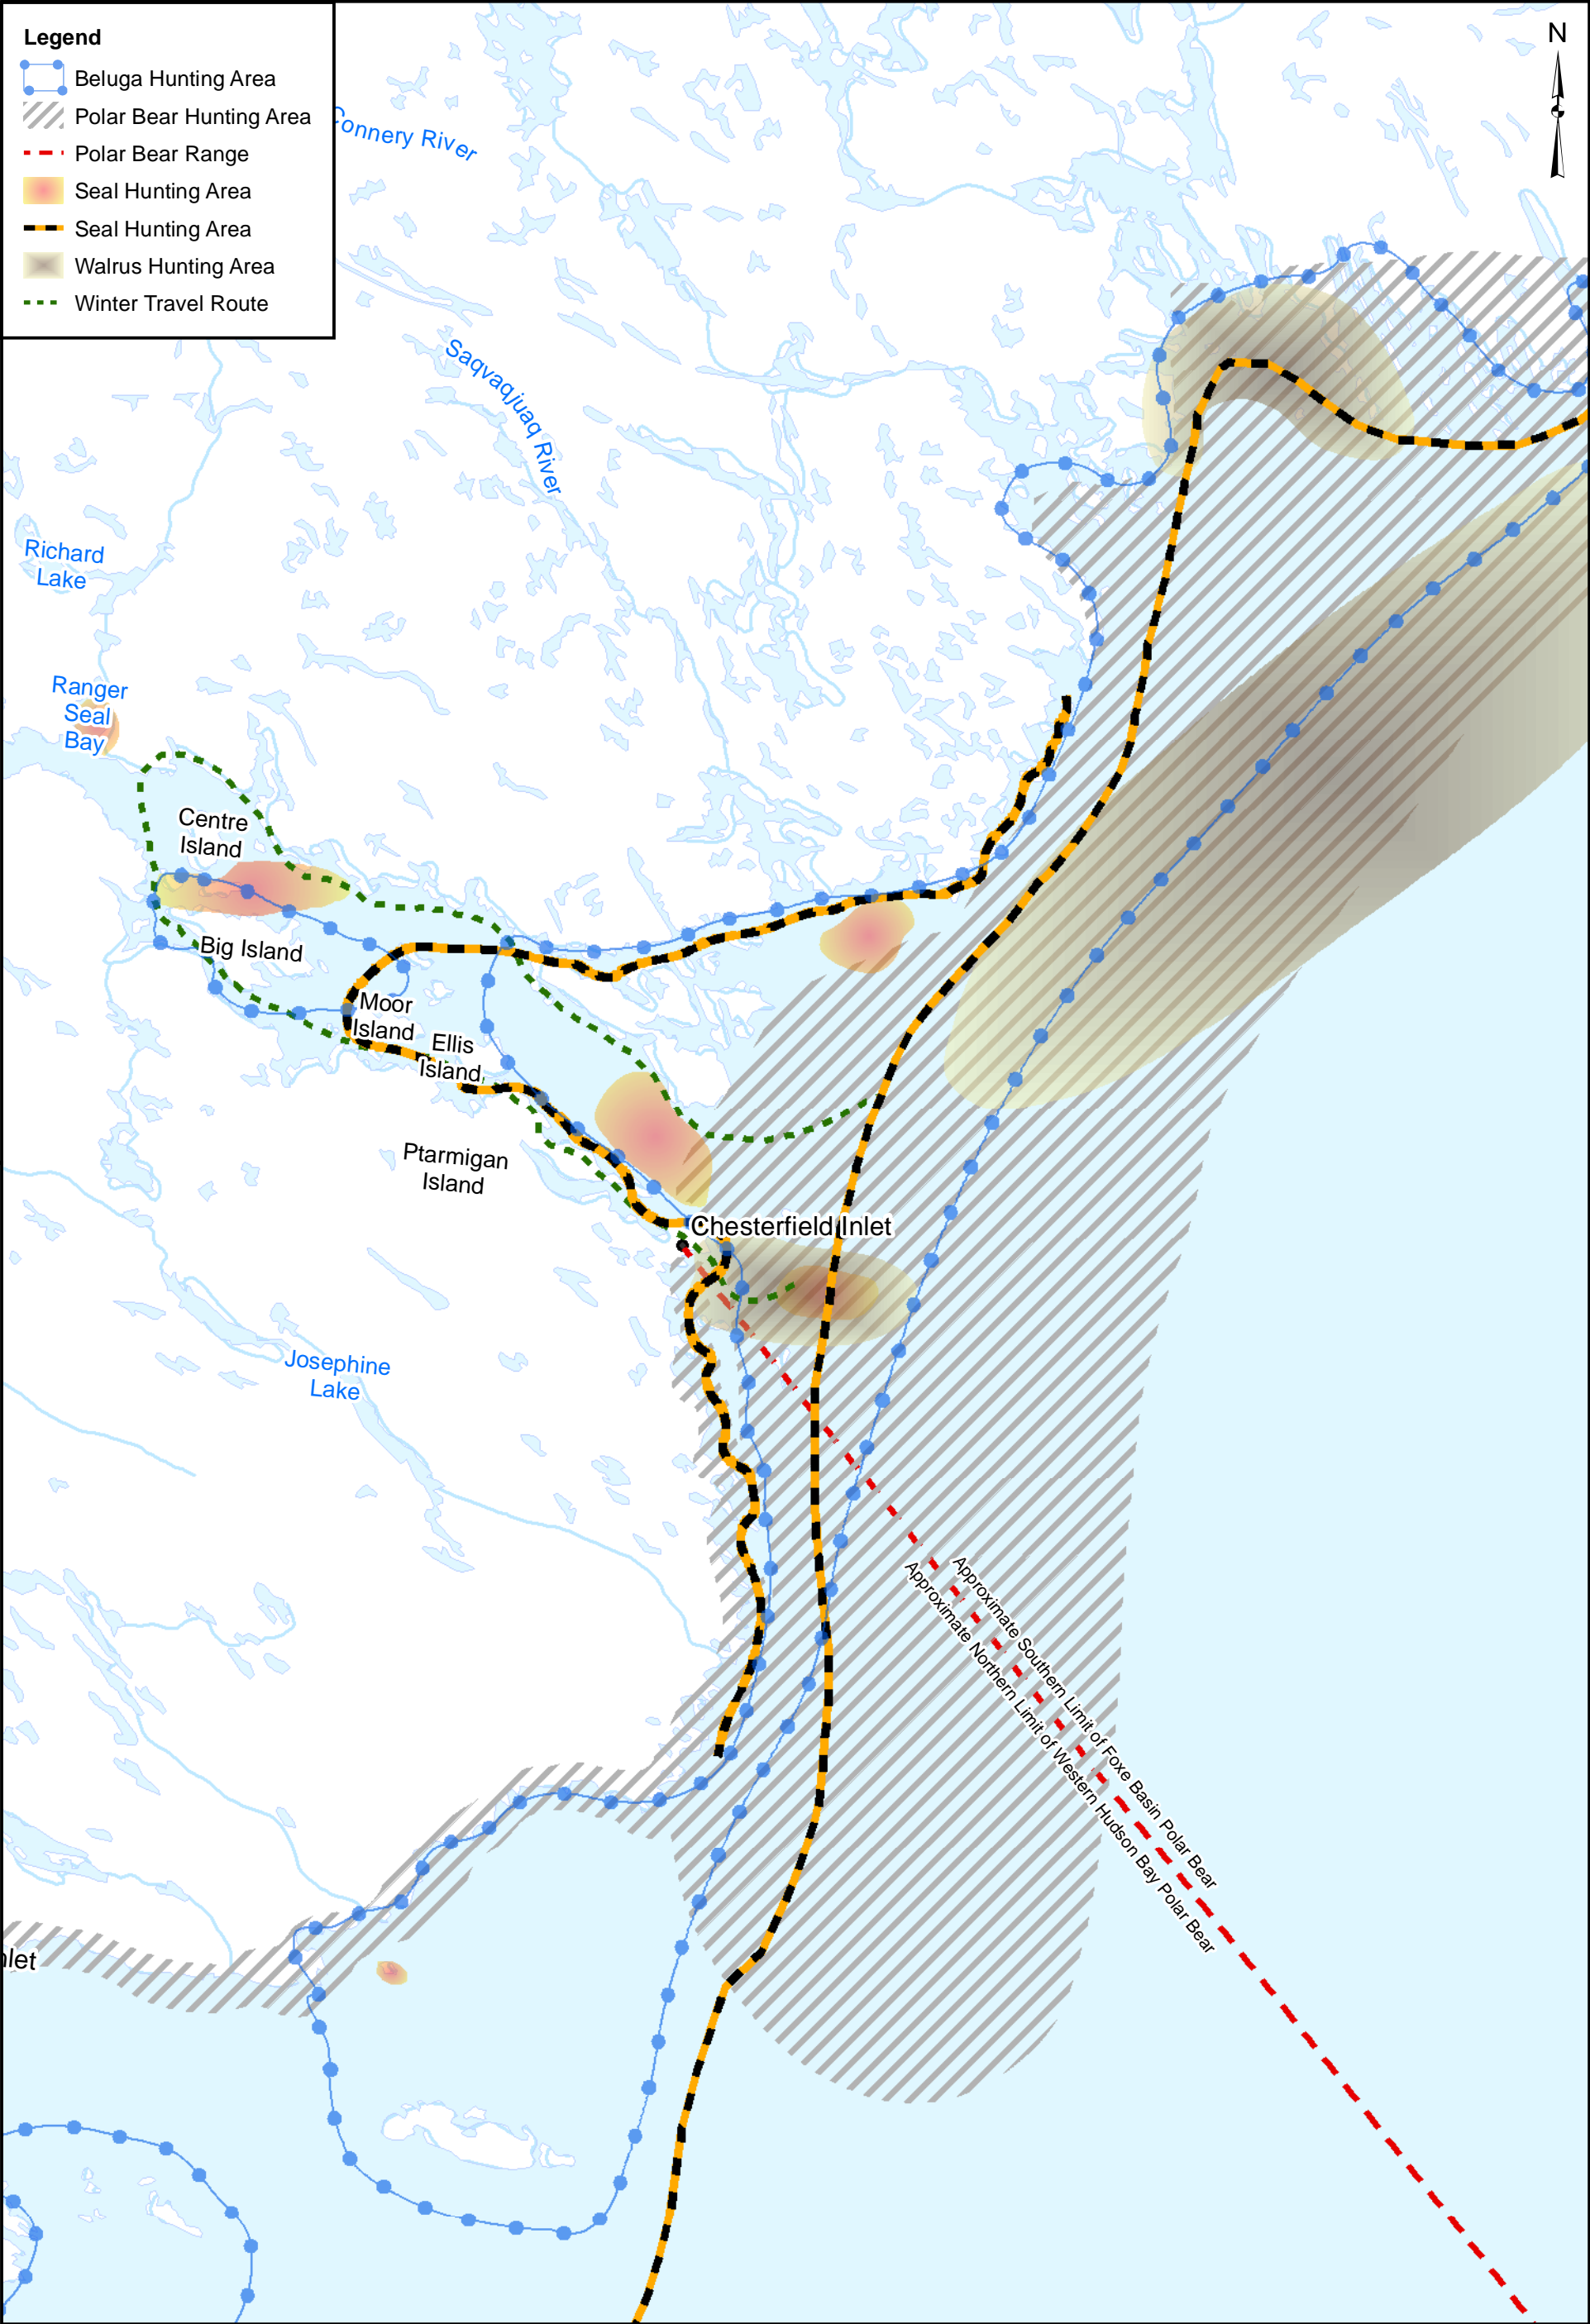 Legend
Beluga Hunting Area
Polar Bear Hunting Area
Polar Bear Range
Seal Hunting Area
Seal Hunting Area
Walrus Hunting Area
Winter Travel Route
N
Connery River
Saqvaqjuaq River
Richard
Lake
Ranger
Seal
Bay
Centre
Island
Big Island
Moor
Island
Ellis
Island
Ptarmigan
Island
Chesterfield Inlet
Josephine
Lake
Approximate Southern Limit of Foxe Basin Polar Bear
Approximate Northern Limit of Western Hudson Bay Polar Bear
nlet